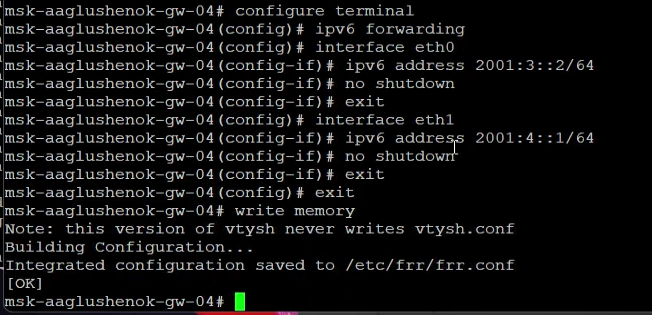 msk-aaglushenok-gw-04# configure terminal
msk-aaglushenok-gw-04(config)# ipv6 forwarding
msk-aaglushenok-gw-04(config)# interface eth0
msk-aaglushenok-gw-04(config-if)# ipv6 address 2001:3::2/64
msk-aaglushenok-gw-04(config-if)# no shutdown
msk-aaglushenok-gw-04(config-if)# exit
msk-aaglushenok-gw-04(config)# interface eth1
msk-aaglushenok-gw-04(config-if)# ipv6 address 2001:4::1/64
msk-aaglushenok-gw-04(config-if)# no shutdown
msk-aaglushenok-gw-04(config-if)# exit
msk-aaglushenok-gw-04(config)# exit
msk-aaglushenok-gw-04# write memory
Note: this version of vtysh never writes vtysh.conf
Building Configuration...
Integrated configuration saved to /etc/frr/frr.conf
[OK]
msk-aaglushenok-gw-04#